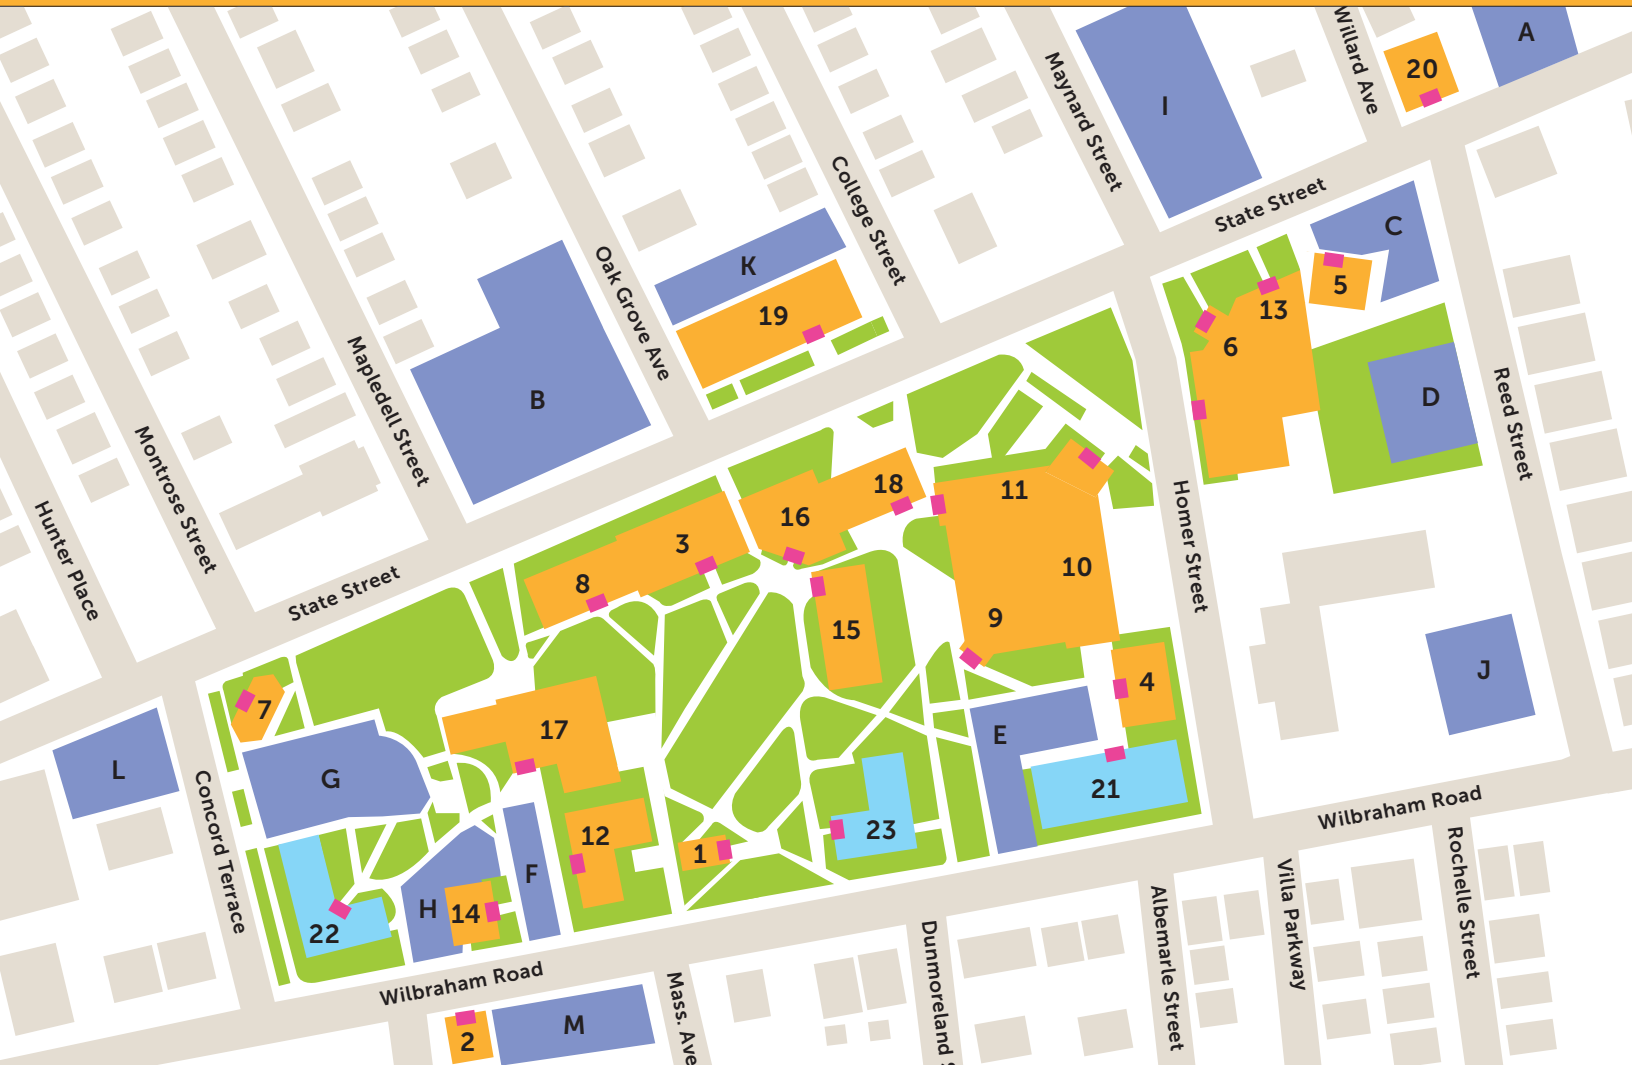 Willard Ave
A
20
Maynard Street
I
College Street
State Street
C
K
Oak Grove Ave
5
19
13
6
Mapledell Street
B
D
Reed Street
Montrose Street
18
11
16
Homer Street
Hunter Place
3
10
State Street
8
9
15
4
J
7
17
E
L
G
21
Concord Terrace
12
23
1
Wilbraham Road
F
H
14
22
Villa Parkway
Rochelle Street
Albemarle Street
Dunmoreland
Wilbraham Road
Mass. Ave
2
M